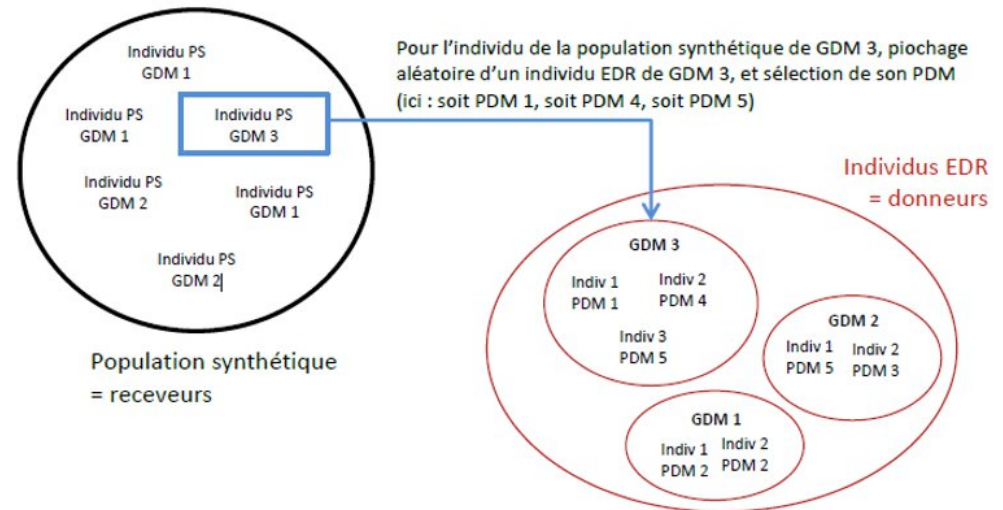 Individu PS
GDM 1
Individu PS
GDM 1
Individu PS
GDM 3
Individu PS
GDM 2
Individu PS
GDM 1
Individu PS
GDM 2
Population synthétique
= receveurs
Pour l'individu de la population synthétique de GDM 3, piochage
aléatoire d'un individu EDR de GDM 3, et sélection de son PDM
(ici : soit PDM 1, soit PDM 4, soit PDM 5)
Individus EDR
= donneurs
GDM 3
Indiv 1
PDM 1
Indiv 2
PDM 4
Indiv 3
PDM 5
GDM 2
Indiv 1
PDM 5
Indiv 2
PDM 3
GDM 1
Indiv 1
PDM 2
Indiv 2
PDM 2